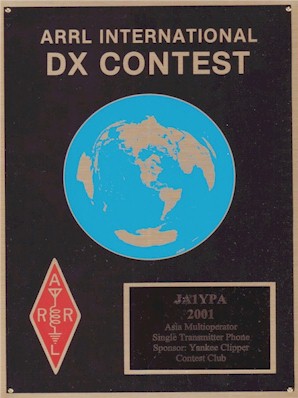 ARRL INTERNATIONAL
DX CONTEST
A
R R
L
JA1YPA
2001
Asia Multioperator
Single Transmitter Phone
Sponsor: Yankee Clipper
Contest Club